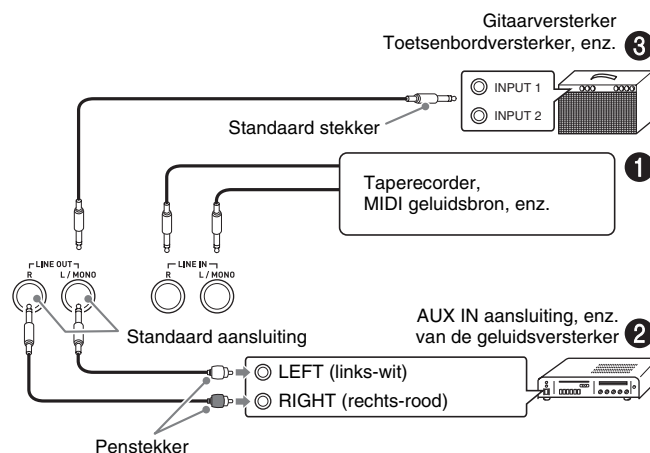 Gitaarversterker
Toetsenbordversterker, enz. 3
INPUT 1
INPUT 2
Standaard stekker
1
Taperecorder,
MIDI geluidsbron, enz.
LINE OUT
R L / MONO
LINE IN
R L / MONO
Standaard aansluiting
AUX IN aansluiting, enz.
van de geluidsversterker 2
LEFT (links-wit)
RIGHT (rechts-rood)
Penstekker